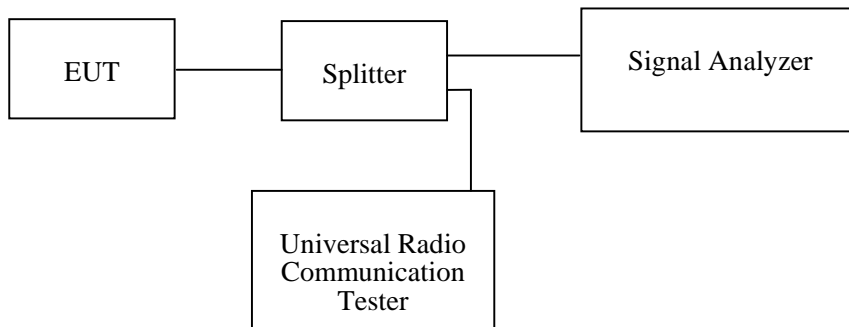 EUT
Splitter
Signal Analyzer
Universal Radio
Communication
Tester